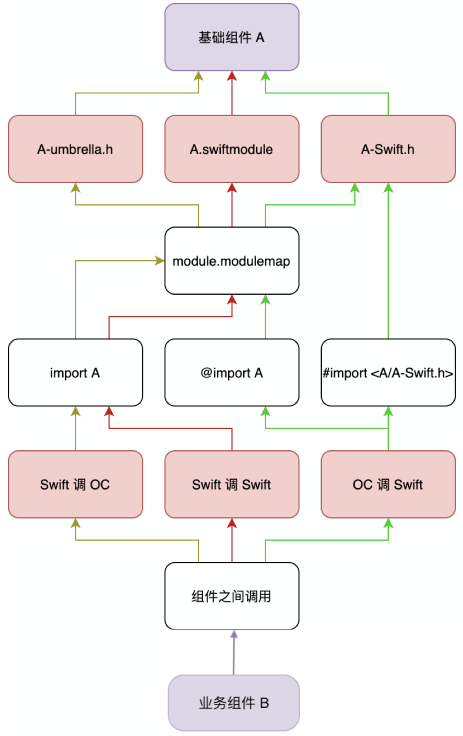 基础组件 A
A-umbrella.h
A.swiftmodule
A-Swift.h
module.modulemap
import A
@import A
#import <A/A-Swift.h>
Swift 调 OC
Swift 调 Swift
OC 调 Swift
组件之间调用
业务组件 B